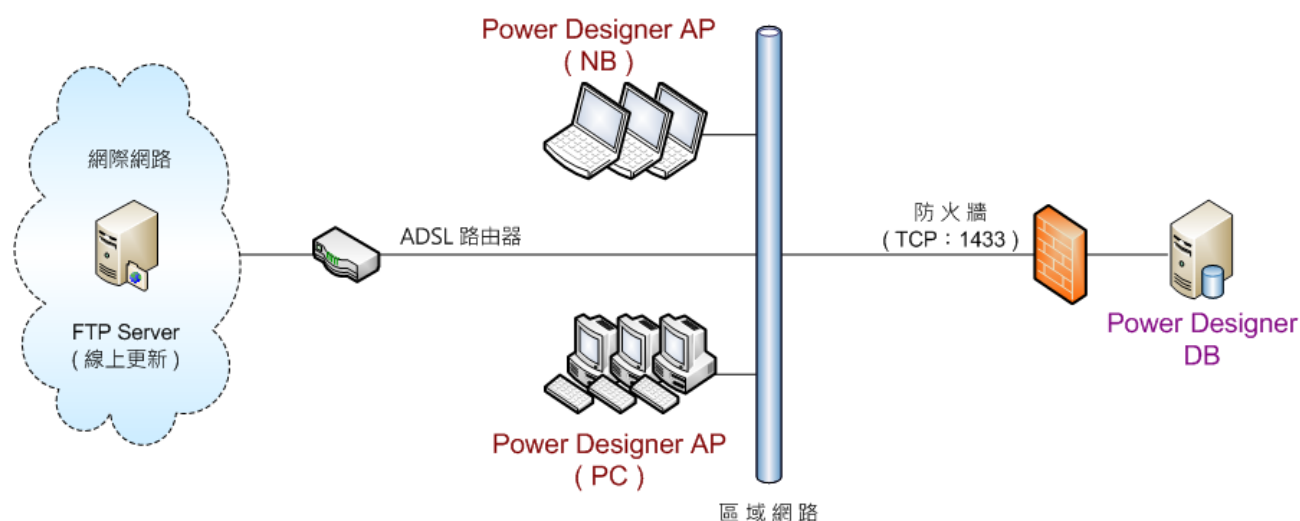 Power Designer AP
( NB )
網際網路
FTP Server
( 線上更新 )
ADSL 路由器
防 火 牆
( TCP：1433 )
Power Designer
DB
Power Designer AP
( PC )
區 域 網 路